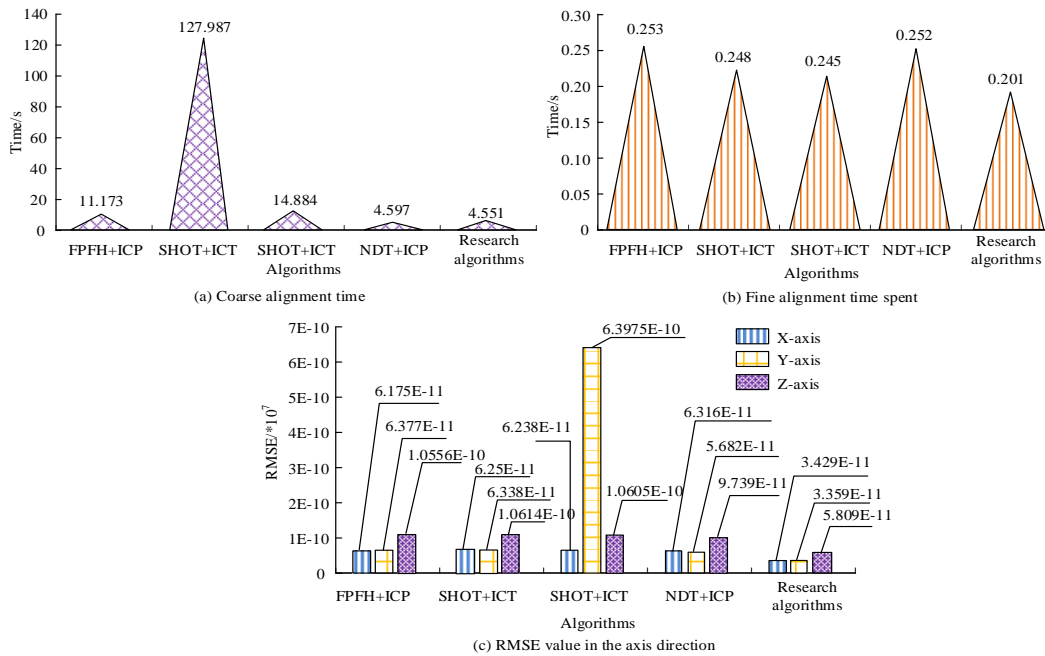 140
120
100
80
60
40
20
0
Time/s
11.173
127.987
14.884
4.597
4.551
FPFH+ICP
SHOT+ICT
SHOT+ICT
NDT+ICP
Research
algorithms
Algorithms
(a) Coarse alignment time
0.30
0.25
0.20
0.15
0.10
0.05
0
Time/s
0.253
0.248
0.245
0.252
0.201
FPFH+ICP
SHOT+ICT
SHOT+ICT
NDT+ICP
Research
algorithms
Algorithms
(b) Fine alignment time spent
7E-10
6E-10
5E-10
4E-10
3E-10
2E-10
1E-10
0
RMSE/*10⁷
X-axis
Y-axis
Z-axis
6.175E-11
6.377E-11
1.0556E-10
6.25E-11
6.338E-11
1.0614E-10
6.238E-11
6.3975E-10
1.0605E-10
6.316E-11
5.682E-11
9.739E-11
3.429E-11
3.359E-11
5.809E-11
FPFH+ICP
SHOT+ICT
SHOT+ICT
NDT+ICP
Research
algorithms
Algorithms
(c) RMSE value in the axis direction